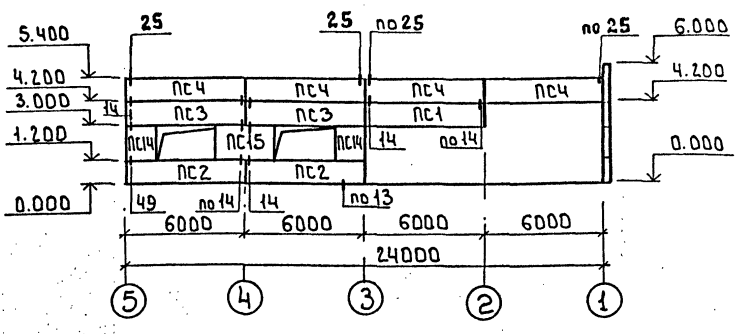 25 25 по 25 по 25
5.400 6.000
4.200 ПС4 ПС4 ПС4 ПС4 4.200
3.000 14 ПС3 ПС3 ПС1
1.200 ПС14 ПС15 ПС14 14 по 14
0.000 ПС2 ПС2 0.000
49 по 14 14 по 13
6000 6000 6000 6000
24000
5 4 3 2 1